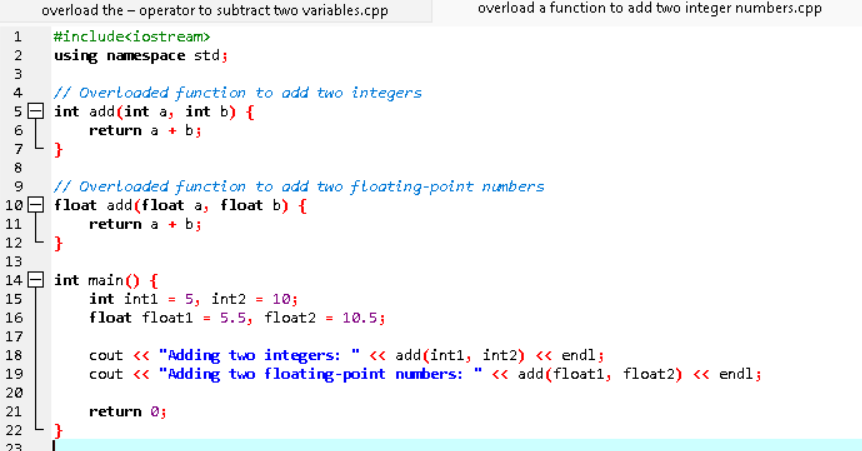 overload the – operator to subtract two variables.cpp
overload a function to add two integer numbers.cpp
1 #include<iostream>
2 using namespace std;
3
4 // Overloaded function to add two integers
5 int add(int a, int b) {
6     return a + b;
7 }
8
9 // Overloaded function to add two floating-point numbers
10 float add(float a, float b) {
11     return a + b;
12 }
13
14 int main() {
15     int int1 = 5, int2 = 10;
16     float float1 = 5.5, float2 = 10.5;
17
18     cout << "Adding two integers: " << add(int1, int2) << endl;
19     cout << "Adding two floating-point numbers: " << add(float1, float2) << endl;
20
21     return 0;
22 }
23